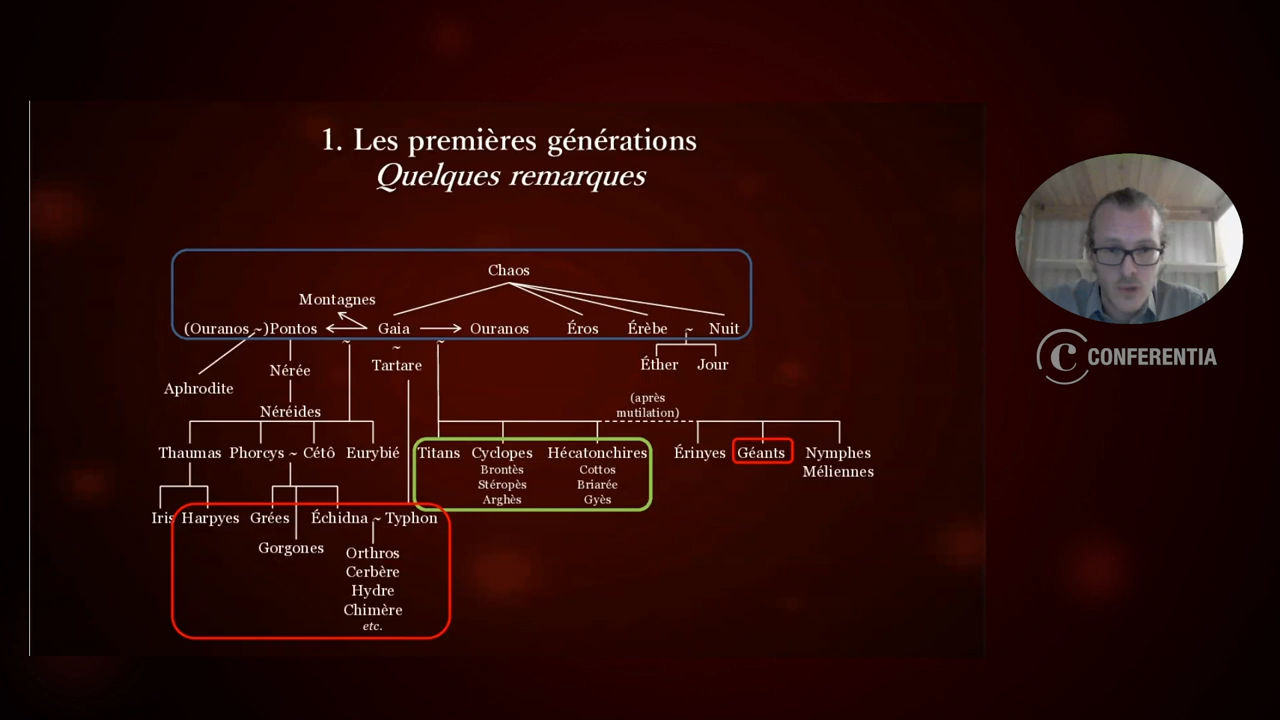 1. Les premières générations
Quelques remarques
Chaos
Montagnes
(Ouranos ~)Pontos Gaia Ouranos Éros Érèbe ~ Nuit
~ ~ ~
Nérée Tartare Éther Jour
Aphrodite
(après
mutilation)
Néréides
Thaumas Phorcys ~ Cétô Eurybié Titans Cyclopes Hécatonchires Érinyes Géants Nymphes
Méliennes
Brontès Cottos
Stéropès Briarée
Arghès Gyès
Iris Harpyes Grées Échidna ~ Typhon
Gorgones
Orthros
Cerbère
Hydre
Chimère
etc.
C CONFERENTIA